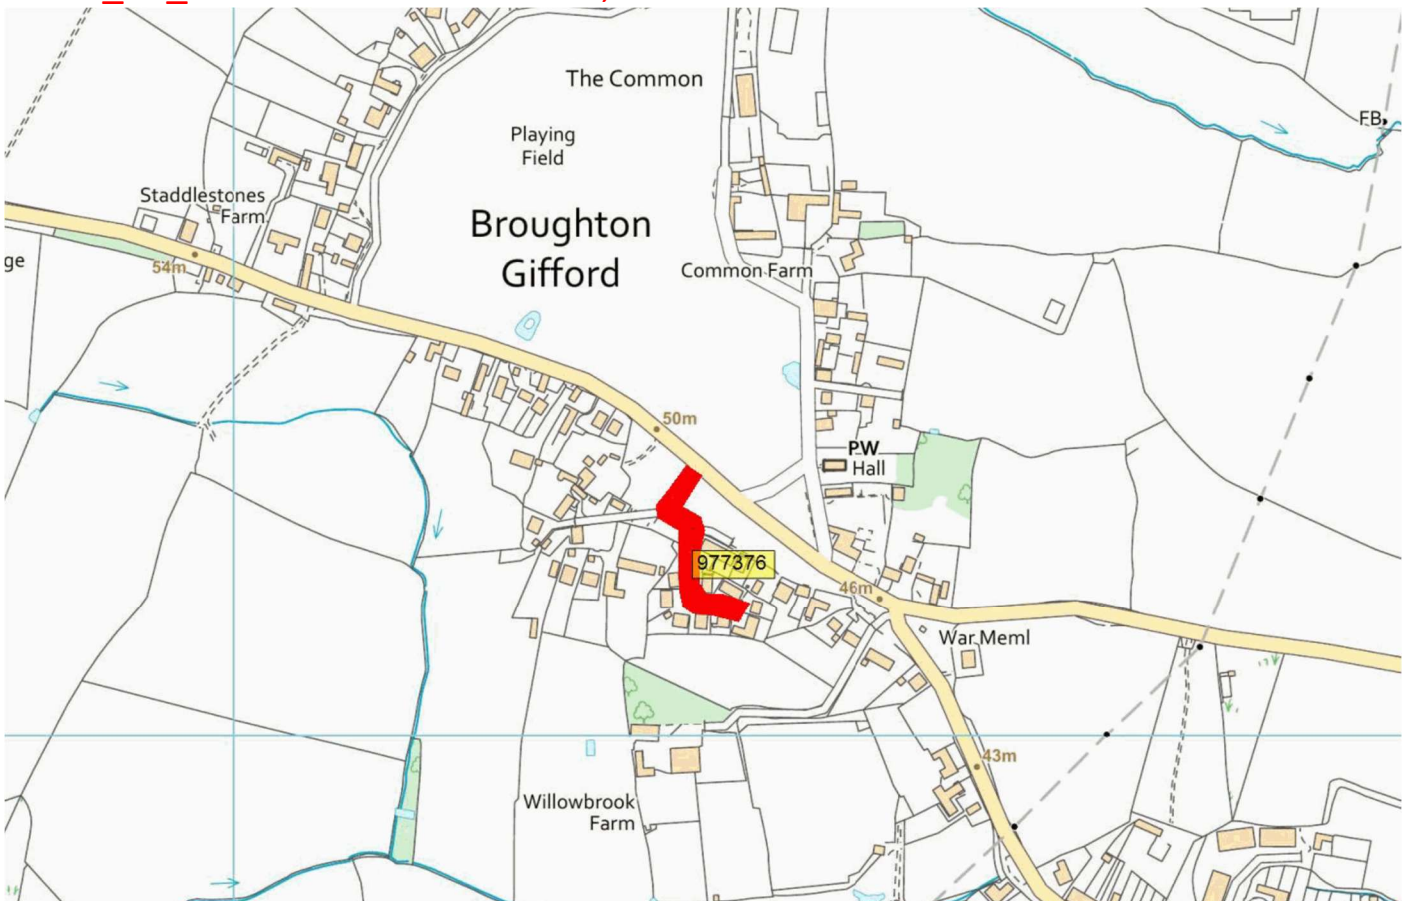 The Common
F.B.
Playing
Field
Staddlestones
Farm
Broughton
Gifford
ge
54m
Common Farm
50m
PW
Hall
977376
46m
War Meml
43m
Willowbrook
Farm